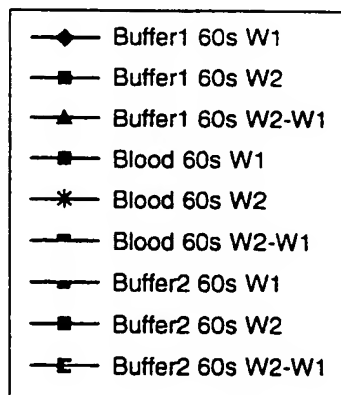 Buffer1 60s W1
Buffer1 60s W2
Buffer1 60s W2-W1
Blood 60s W1
Blood 60s W2
Blood 60s W2-W1
Buffer2 60s W1
Buffer2 60s W2
Buffer2 60s W2-W1